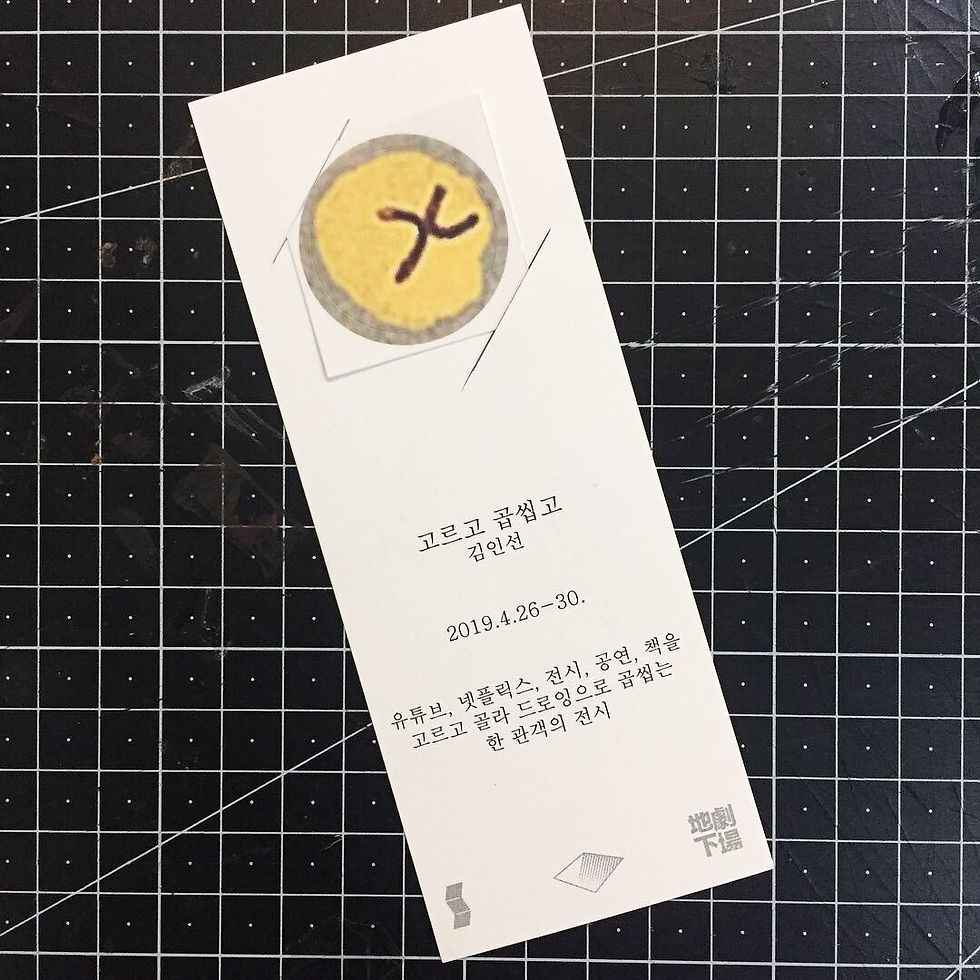 고르고 곱씹고
김인선
2019.4.26-30.
유튜브, 넷플릭스, 전시, 공연, 책을
고르고 골라 드로잉으로 곱씹는
한 관객의 전시
地劇
下場